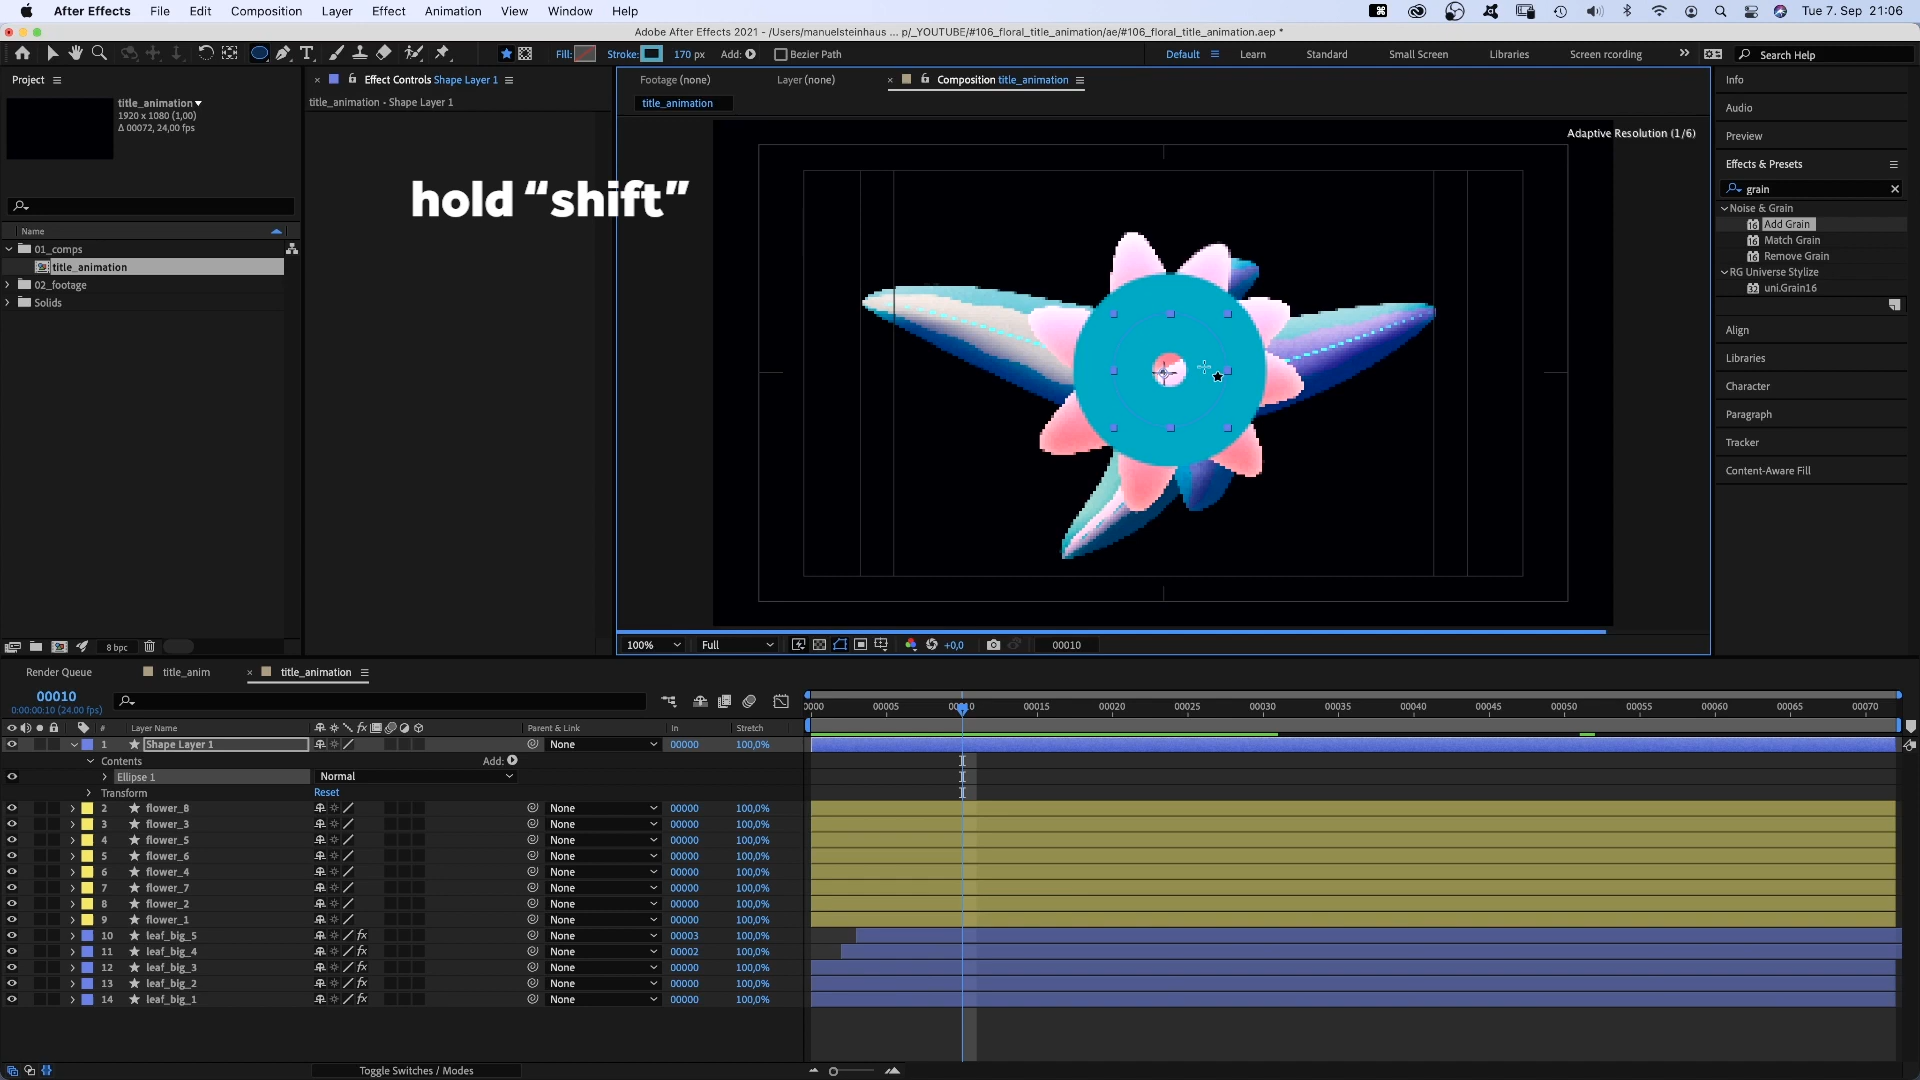 After Effects File Edit Composition Layer Effect Animation View Window Help Tue 7. Sep 21:06
Adobe After Effects 2021 - /Users/manuelsteinhaus ... p/_YOUTUBE/#106_floral_title_animation/ae/#106_floral_title_animation.aep *
Fill: Stroke: 170 px Add: Bezier Path Default Learn Standard Small Screen Libraries Screen recording Search Help
Project
title_animation
1920 x 1080 (1,00)
Δ 00072, 24,00 fps
Name
01_comps
title_animation
02_footage
Solids
8 bpc
Effect Controls Shape Layer 1
title_animation - Shape Layer 1
hold “shift”
Footage (none) Layer (none) Composition title_animation
title_animation
Adaptive Resolution (1/6)
100% Full +0,0 00010
Info
Audio
Preview
Effects & Presets
grain
Noise & Grain
16 Add Grain
16 Match Grain
16 Remove Grain
RG Universe Stylize
32 uni.Grain16
Align
Libraries
Character
Paragraph
Tracker
Content-Aware Fill
Render Queue title_anim title_animation
00010
0:00:00:10 (24.00 fps)
0000 00005 00010 00015 00020 00025 00030 00035 00040 00045 00050 00055 00060 00065 00070
# Layer Name Parent & Link In Stretch
1 Shape Layer 1 None 00000 100,0%
Contents Add:
Ellipse 1 Normal
Transform Reset
2 flower_8 None 00000 100,0%
3 flower_3 None 00000 100,0%
4 flower_5 None 00000 100,0%
5 flower_6 None 00000 100,0%
6 flower_4 None 00000 100,0%
7 flower_7 None 00000 100,0%
8 flower_2 None 00000 100,0%
9 flower_1 None 00000 100,0%
10 leaf_big_5 fx None 00003 100,0%
11 leaf_big_4 fx None 00002 100,0%
12 leaf_big_3 fx None 00000 100,0%
13 leaf_big_2 fx None 00000 100,0%
14 leaf_big_1 fx None 00000 100,0%
Toggle Switches / Modes